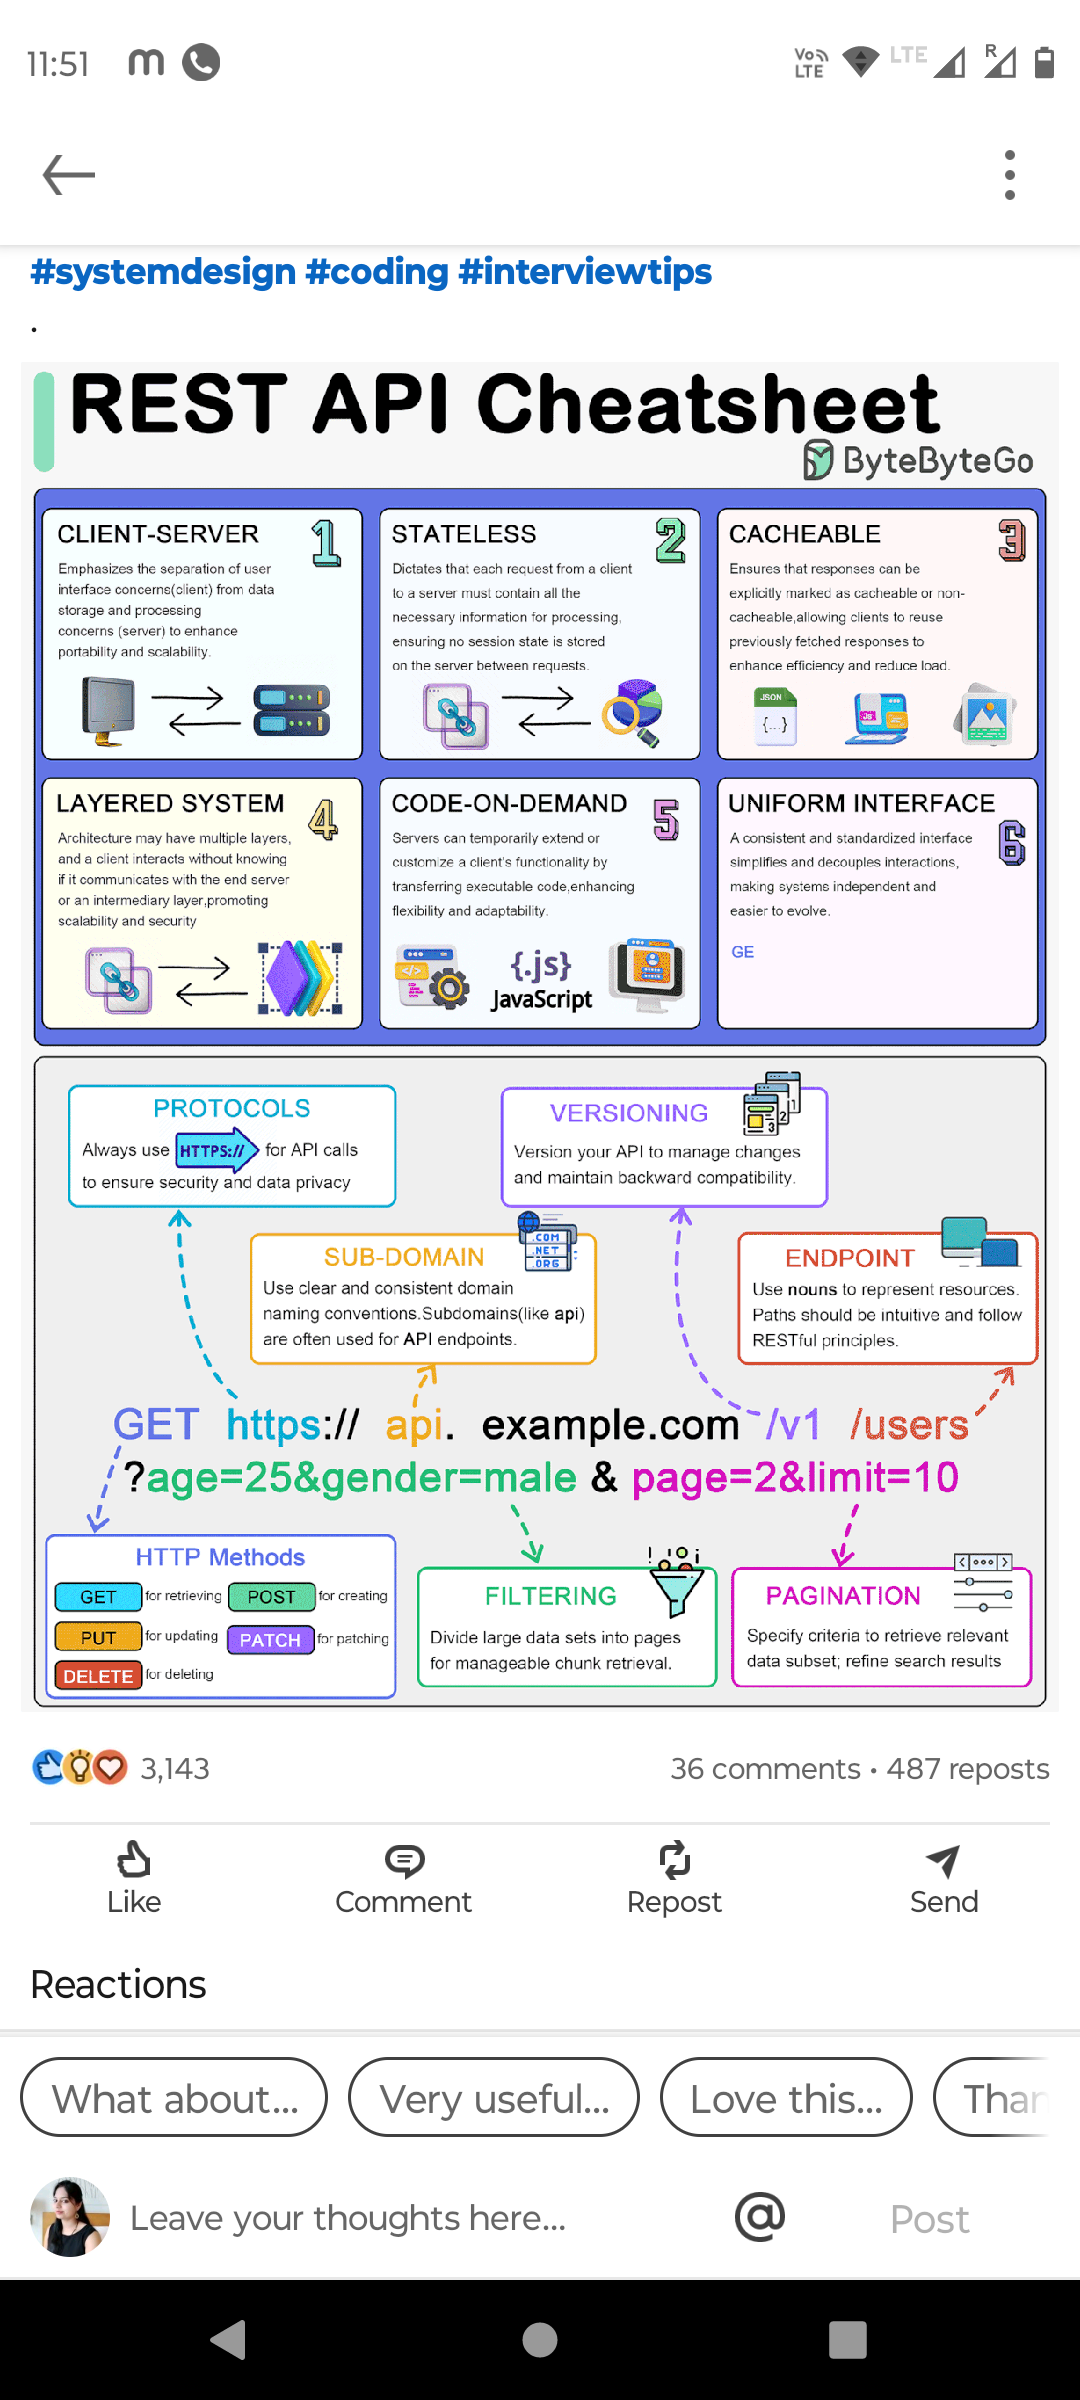 11:51
Vo LTE
LTE
R
#systemdesign #coding #interviewtips
.
REST API Cheatsheet
ByteByteGo
CLIENT-SERVER
1
Emphasizes the separation of user
interface concerns(client) from data
storage and processing
concerns (server) to enhance
portability and scalability.
STATELESS
2
Dictates that each request from a client
to a server must contain all the
necessary information for processing,
ensuring no session state is stored
on the server between requests.
CACHEABLE
3
Ensures that responses can be
explicitly marked as cacheable or non-
cacheable,allowing clients to reuse
previously fetched responses to
enhance efficiency and reduce load.
JSON
{...}
LAYERED SYSTEM
4
Architecture may have multiple layers,
and a client interacts without knowing
if it communicates with the end server
or an intermediary layer,promoting
scalability and security
CODE-ON-DEMAND
5
Servers can temporarily extend or
customize a client's functionality by
transferring executable code,enhancing
flexibility and adaptability.
</>
{.js}
JavaScript
UNIFORM INTERFACE
6
A consistent and standardized interface
simplifies and decouples interactions,
making systems independent and
easier to evolve.
GE
PROTOCOLS
Always use HTTPS:// for API calls
to ensure security and data privacy
VERSIONING
1
2
3
Version your API to manage changes
and maintain backward compatibility.
SUB-DOMAIN
.COM
.NET
.ORG
Use clear and consistent domain
naming conventions.Subdomains(like api)
are often used for API endpoints.
ENDPOINT
Use nouns to represent resources.
Paths should be intuitive and follow
RESTful principles.
GET https:// api. example.com /v1 /users
?age=25&gender=male & page=2&limit=10
HTTP Methods
GET for retrieving POST for creating
PUT for updating PATCH for patching
DELETE for deleting
FILTERING
Divide large data sets into pages
for manageable chunk retrieval.
PAGINATION
Specify criteria to retrieve relevant
data subset; refine search results
3,143
36 comments • 487 reposts
Like
Comment
Repost
Send
Reactions
What about...
Very useful...
Love this...
Than
Leave your thoughts here...
@
Post